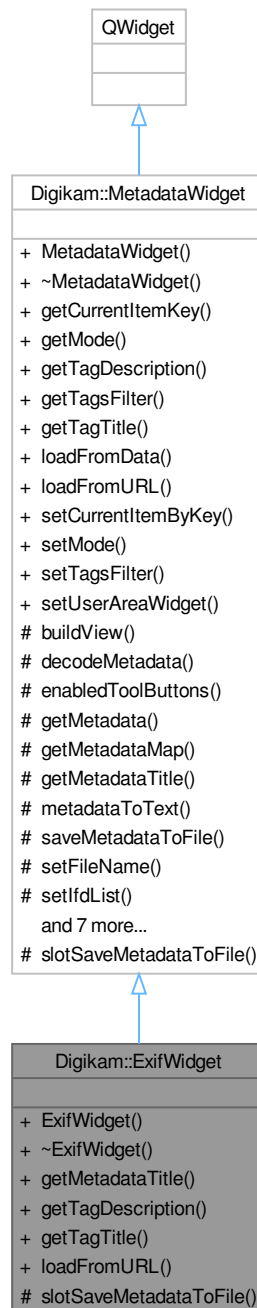 QWidget
Digikam::MetadataWidget
+ MetadataWidget()
+ ~MetadataWidget()
+ getCurrentItemKey()
+ getMode()
+ getTagDescription()
+ getTagsFilter()
+ getTagTitle()
+ loadFromData()
+ loadFromURL()
+ setCurrentItemByKey()
+ setMode()
+ setTagsFilter()
+ setUserAreaWidget()
# buildView()
# decodeMetadata()
# enabledToolButtons()
# getMetadata()
# getMetadataMap()
# getMetadataTitle()
# metadataToText()
# saveMetadataToFile()
# setFileName()
# setIfdList()
and 7 more...
# slotSaveMetadataToFile()
Digikam::ExifWidget
+ ExifWidget()
+ ~ExifWidget()
+ getMetadataTitle()
+ getTagDescription()
+ getTagTitle()
+ loadFromURL()
# slotSaveMetadataToFile()